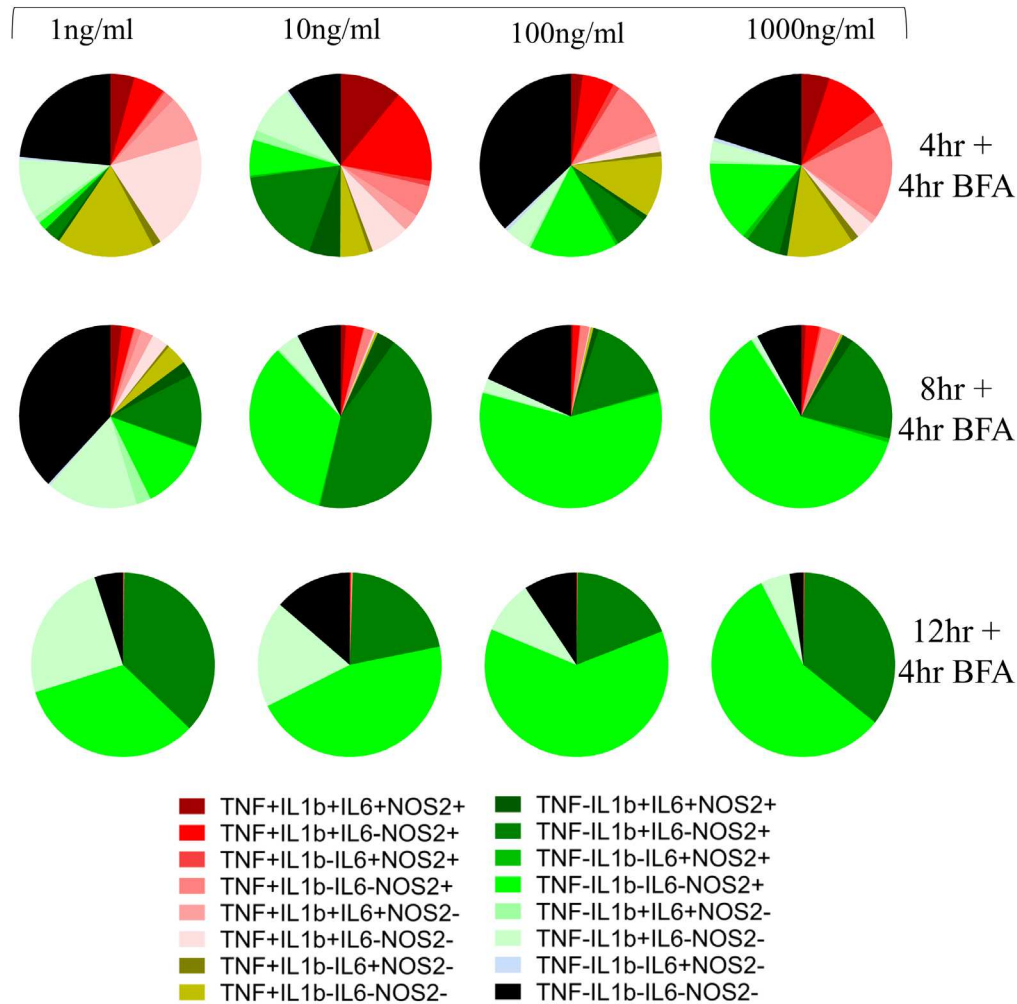 1ng/ml 10ng/ml 100ng/ml 1000ng/ml
4hr +
4hr BFA
8hr +
4hr BFA
12hr +
4hr BFA
TNF+IL1b+IL6+NOS2+
TNF+IL1b+IL6-NOS2+
TNF+IL1b-IL6+NOS2+
TNF+IL1b-IL6-NOS2+
TNF+IL1b+IL6+NOS2-
TNF+IL1b+IL6-NOS2-
TNF+IL1b-IL6+NOS2-
TNF+IL1b-IL6-NOS2-
TNF-IL1b+IL6+NOS2+
TNF-IL1b+IL6-NOS2+
TNF-IL1b-IL6+NOS2+
TNF-IL1b-IL6-NOS2+
TNF-IL1b+IL6+NOS2-
TNF-IL1b+IL6-NOS2-
TNF-IL1b-IL6+NOS2-
TNF-IL1b-IL6-NOS2-